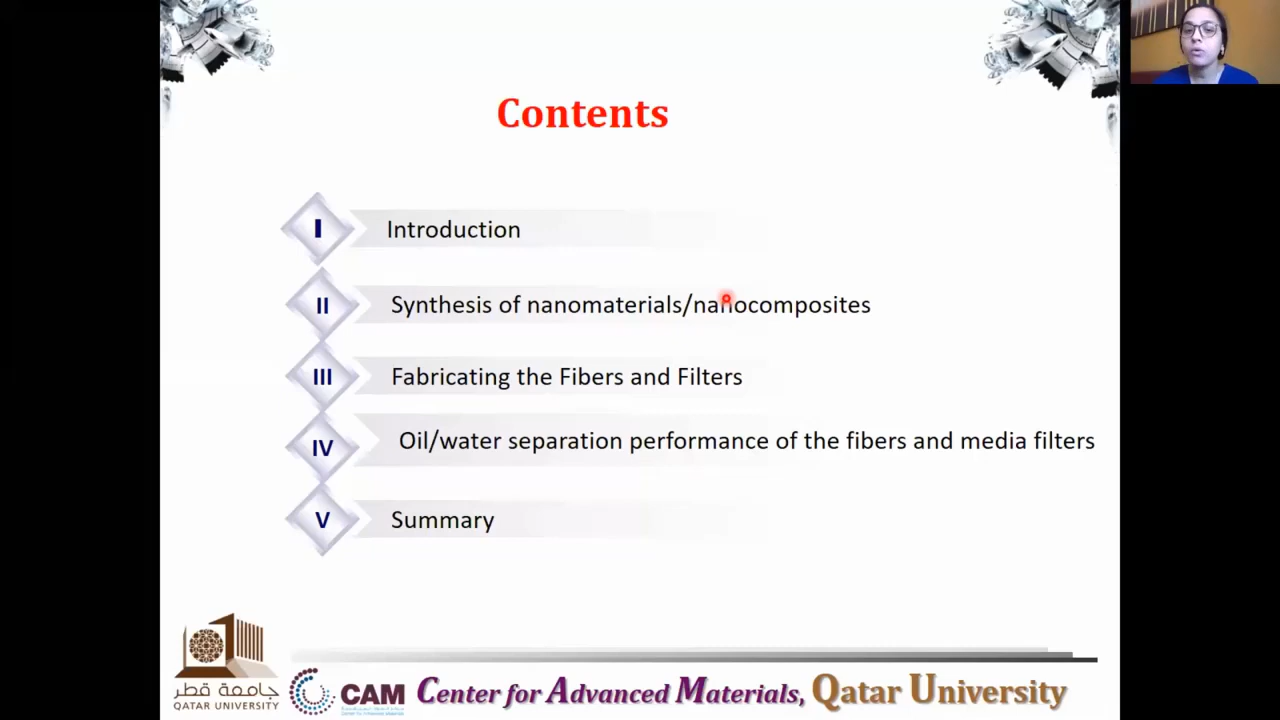 Contents
I
Introduction
II
Synthesis of nanomaterials/nanocomposites
III
Fabricating the Fibers and Filters
IV
Oil/water separation performance of the fibers and media filters
V
Summary
جامعة قطر
QATAR UNIVERSITY
CAM
Center for Advanced Materials, Qatar University